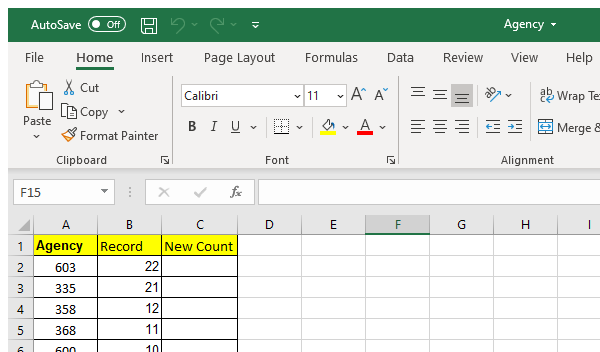 AutoSave Off Agency
File Home Insert Page Layout Formulas Data Review View Help
Cut
Copy
Format Painter
Paste
Calibri 11
B I U A
ab Wrap Te
Merge &
Clipboard Font Alignment
F15 fx
A B C D E F G H I
1 Agency Record New Count
2 603 22
3 335 21
4 358 12
5 368 11
600 10